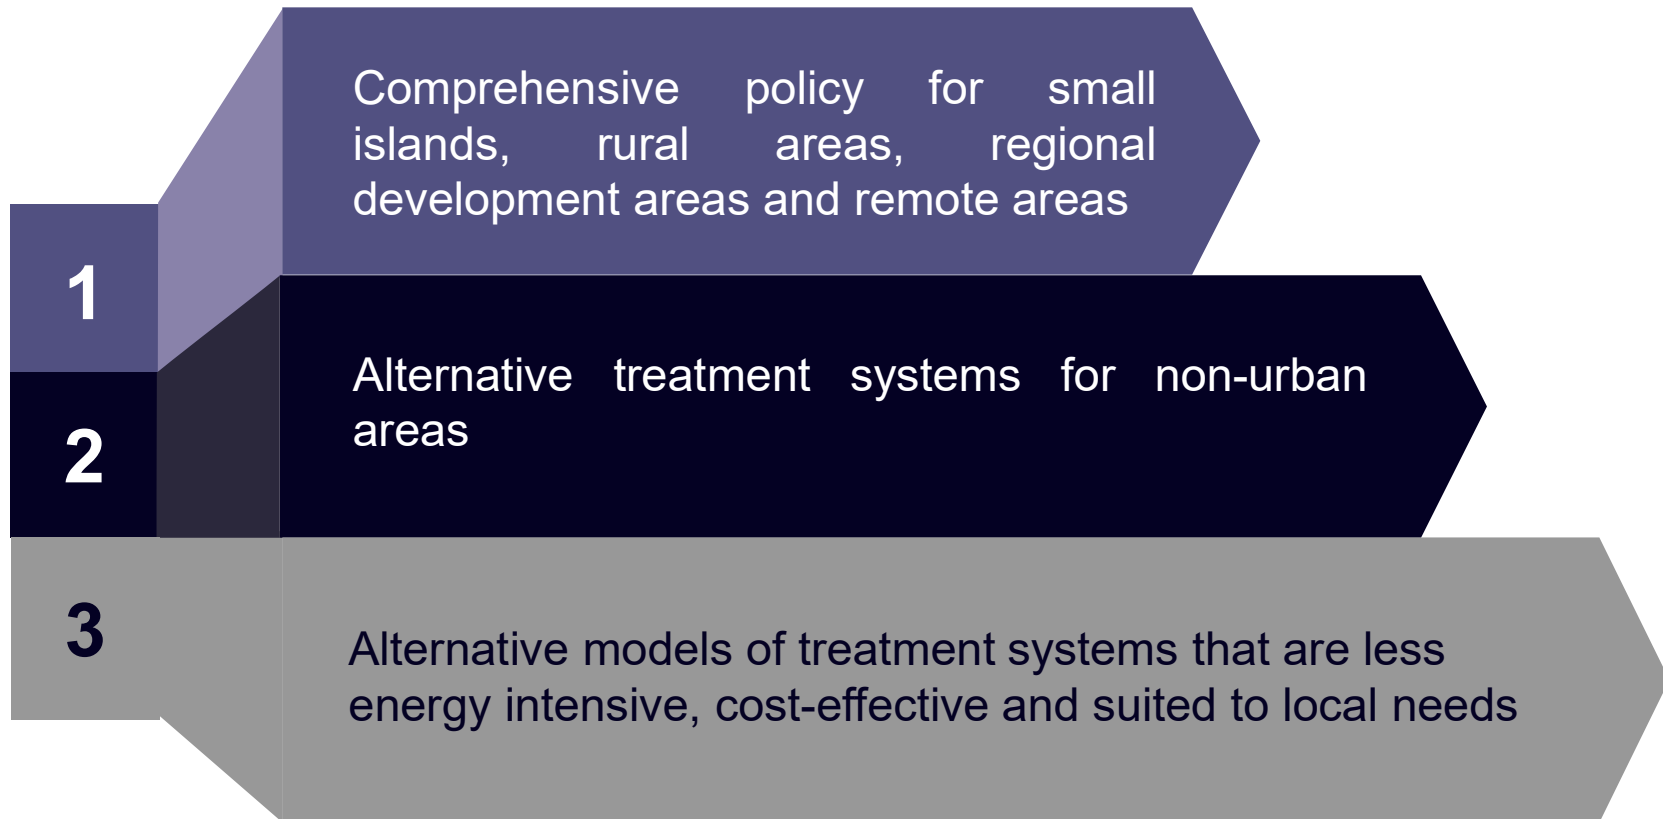 1
Comprehensive policy for small
islands, rural areas, regional
development areas and remote areas
2
Alternative treatment systems for non-urban
areas
3
Alternative models of treatment systems that are less
energy intensive, cost-effective and suited to local needs